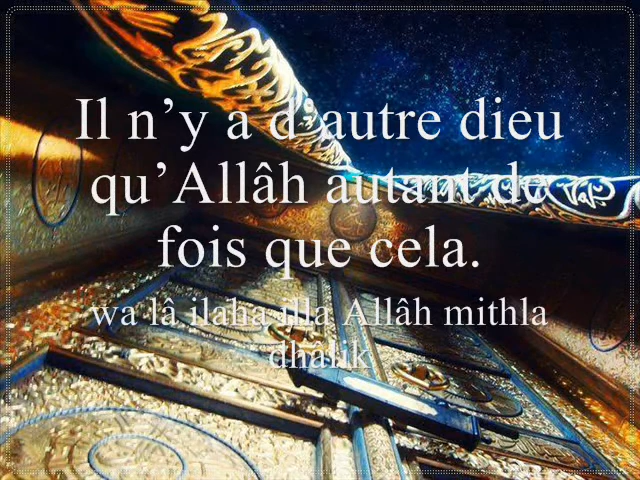 Il n’y a d'autre dieu
qu’Allâh autant de
fois que cela.
wa lâ ilaha illa Allâh mithla
dhalik